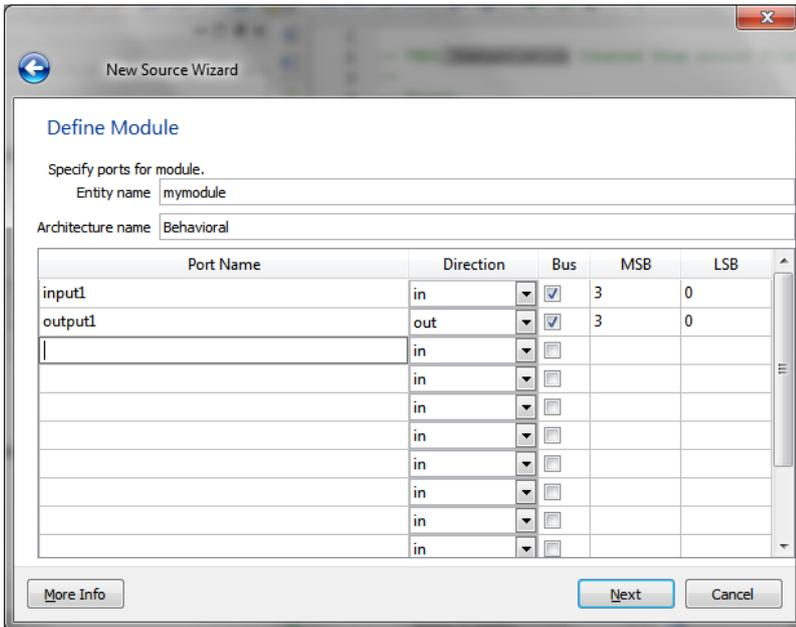 New Source Wizard
Define Module
Specify ports for module.
Entity name mymodule
Architecture name Behavioral
Port Name Direction Bus MSB LSB
input1 in 3 0
output1 out 3 0
in
in
in
in
in
in
in
in
More Info Next Cancel